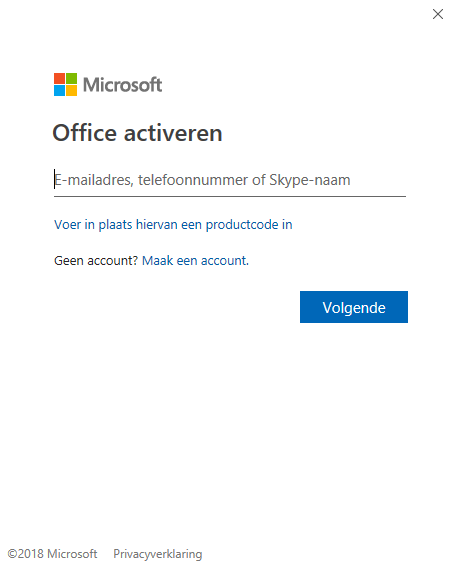 Microsoft
Office activeren
E-mailadres, telefoonnummer of Skype-naam
Voer in plaats hiervan een productcode in
Geen account? Maak een account.
Volgende
©2018 Microsoft Privacyverklaring